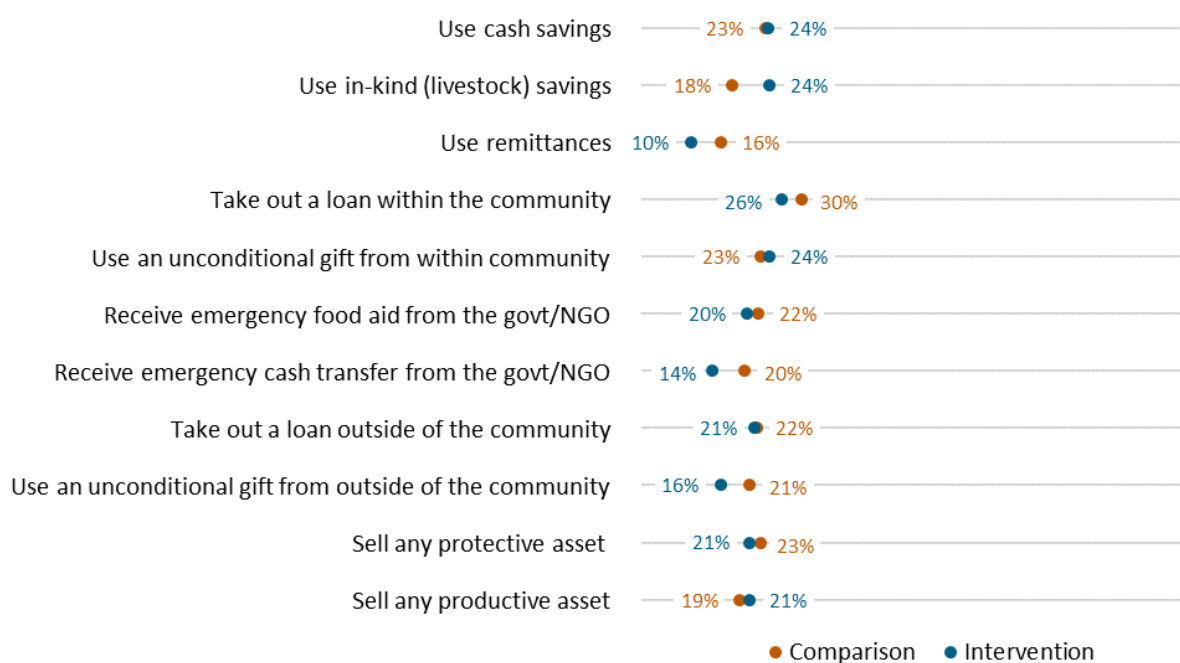 Use cash savings 23% 24%
Use in-kind (livestock) savings 18% 24%
Use remittances 10% 16%
Take out a loan within the community 26% 30%
Use an unconditional gift from within community 23% 24%
Receive emergency food aid from the govt/NGO 20% 22%
Receive emergency cash transfer from the govt/NGO 14% 20%
Take out a loan outside of the community 21% 22%
Use an unconditional gift from outside of the community 16% 21%
Sell any protective asset 21% 23%
Sell any productive asset 19% 21%
Comparison Intervention